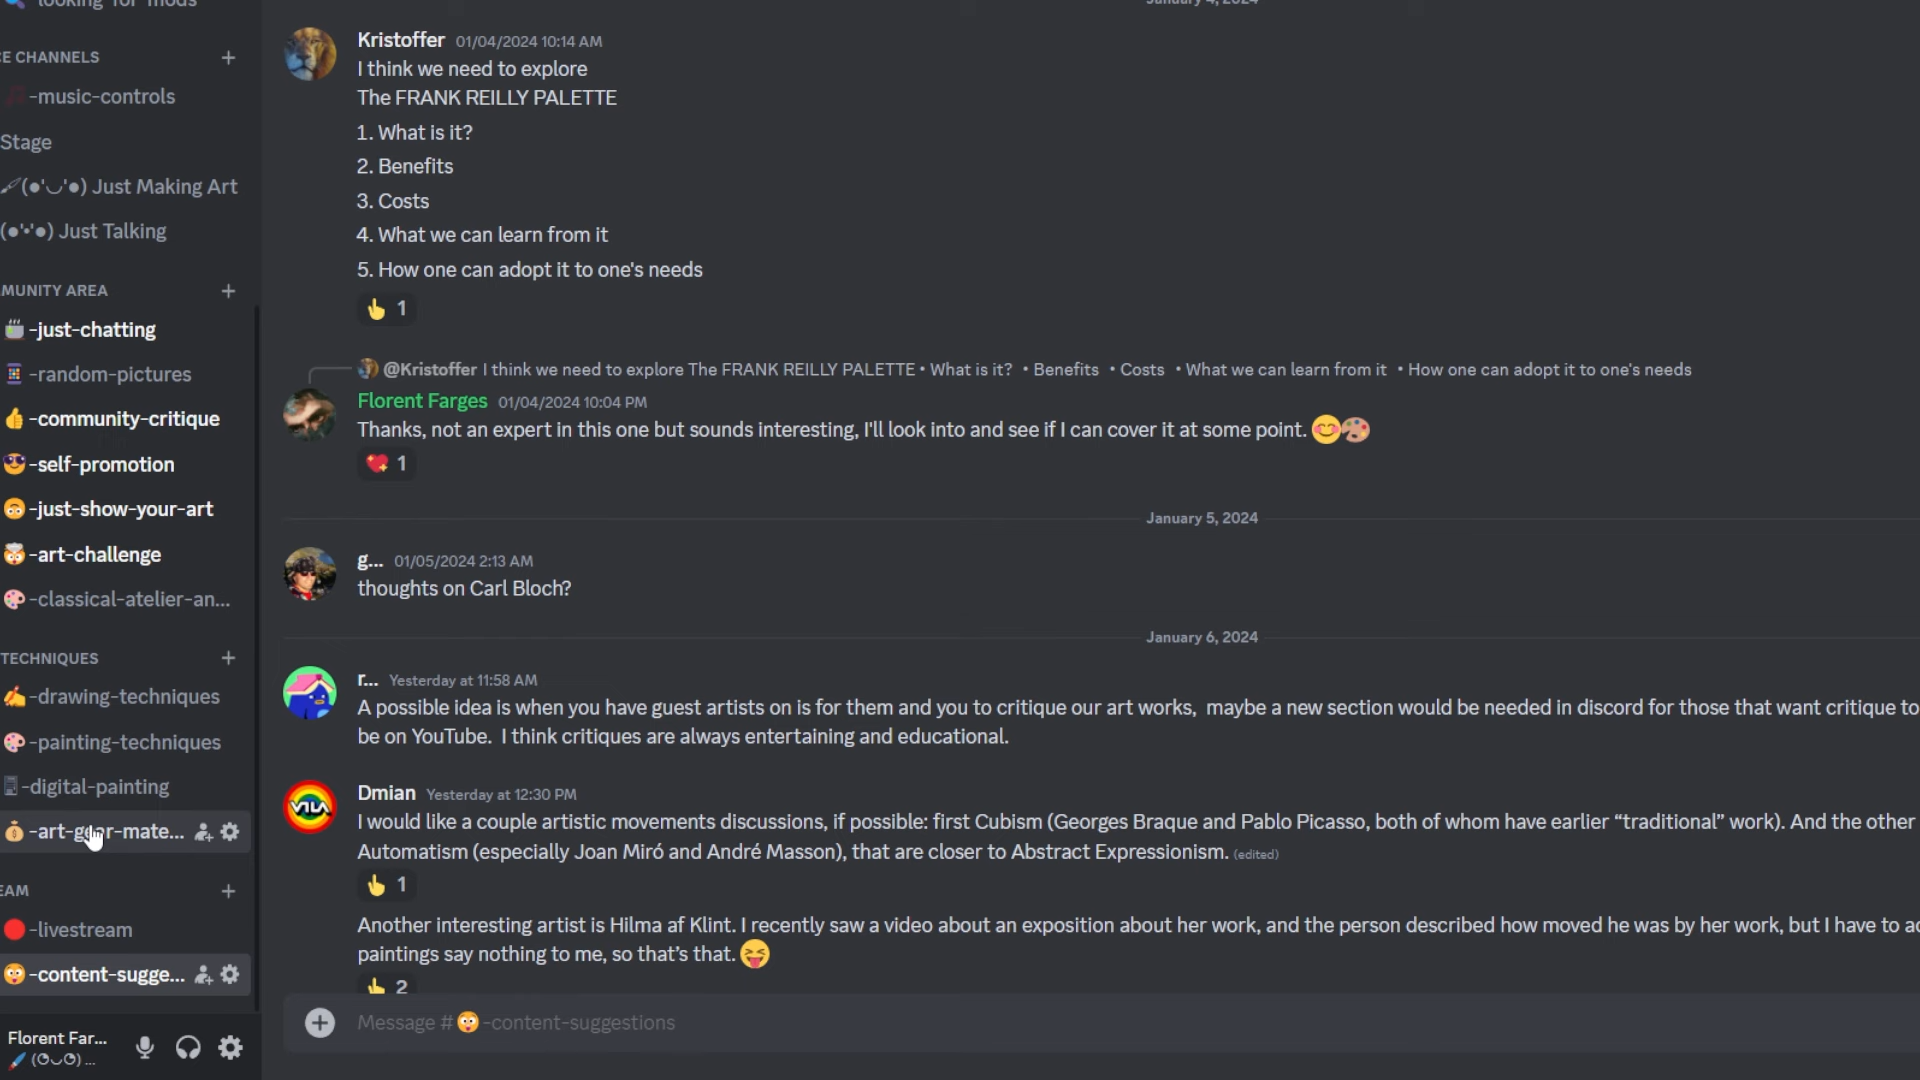 looking for mods
E CHANNELS
-music-controls
Stage
(●'◡'●) Just Making Art
(●'•'●) Just Talking
MUNITY AREA
-just-chatting
-random-pictures
-community-critique
-self-promotion
-just-show-your-art
-art-challenge
-classical-atelier-an...
TECHNIQUES
-drawing-techniques
-painting-techniques
-digital-painting
-art-gear-mate...
EAM
-livestream
-content-sugge...
Florent Far...
January 4, 2024
Kristoffer 01/04/2024 10:14 AM
I think we need to explore
The FRANK REILLY PALETTE
1. What is it?
2. Benefits
3. Costs
4. What we can learn from it
5. How one can adopt it to one's needs
1
@Kristoffer I think we need to explore The FRANK REILLY PALETTE • What is it? • Benefits • Costs • What we can learn from it • How one can adopt it to one's needs
Florent Farges 01/04/2024 10:04 PM
Thanks, not an expert in this one but sounds interesting, I'll look into and see if I can cover it at some point. 😊🎨
1
January 5, 2024
g... 01/05/2024 2:13 AM
thoughts on Carl Bloch?
January 6, 2024
r... Yesterday at 11:58 AM
A possible idea is when you have guest artists on is for them and you to critique our art works, maybe a new section would be needed in discord for those that want critique to
be on YouTube. I think critiques are always entertaining and educational.
VILA
Dmian Yesterday at 12:30 PM
I would like a couple artistic movements discussions, if possible: first Cubism (Georges Braque and Pablo Picasso, both of whom have earlier “traditional” work). And the other
Automatism (especially Joan Miró and André Masson), that are closer to Abstract Expressionism. (edited)
1
Another interesting artist is Hilma af Klint. I recently saw a video about an exposition about her work, and the person described how moved he was by her work, but I have to
paintings say nothing to me, so that’s that. 😝
2
Message #😳-content-suggestions